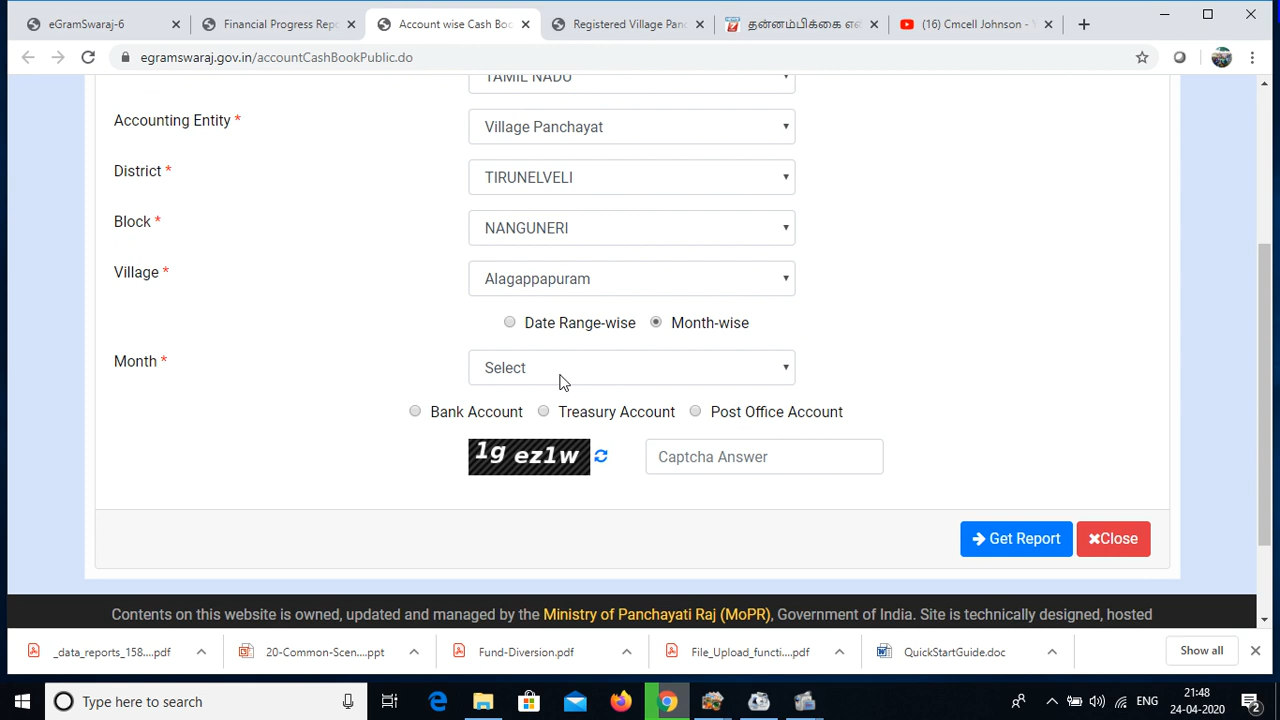 eGramSwaraj-6
Financial Progress Rep
Account wise Cash Boo
Registered Village Pan
தன்னம்பிக்கை என
(16) Cmcell Johnson -
egramswaraj.gov.in/accountCashBookPublic.do
TAMIL NADU
Accounting Entity *
Village Panchayat
District *
TIRUNELVELI
Block *
NANGUNERI
Village *
Alagappapuram
Date Range-wise
Month-wise
Month *
Select
Bank Account
Treasury Account
Post Office Account
1g ez1w
Captcha Answer
Get Report
Close
Contents on this website is owned, updated and managed by the Ministry of Panchayati Raj (MoPR), Government of India. Site is technically designed, hosted
_data_reports_158....pdf
20-Common-Scen....ppt
Fund-Diversion.pdf
File_Upload_functi....pdf
QuickStartGuide.doc
Show all
Type here to search
ENG
21:48
24-04-2020
2